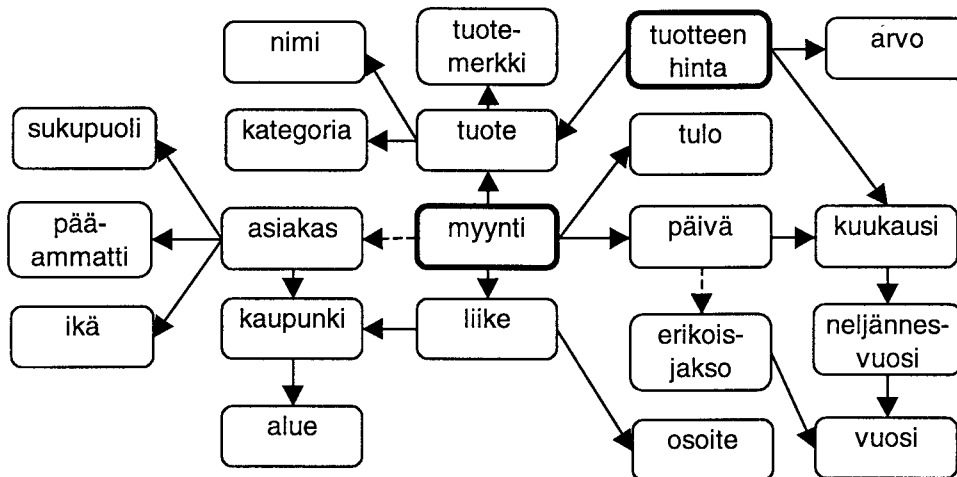 nimi
tuote-
merkki
tuotteen
hinta
arvo
sukupuoli
kategoria
tuote
tulo
pää-
ammatti
asiakas
myynti
päivä
kuukausi
ikä
kaupunki
liike
erikois-
jakso
neljännes-
vuosi
alue
osoite
vuosi